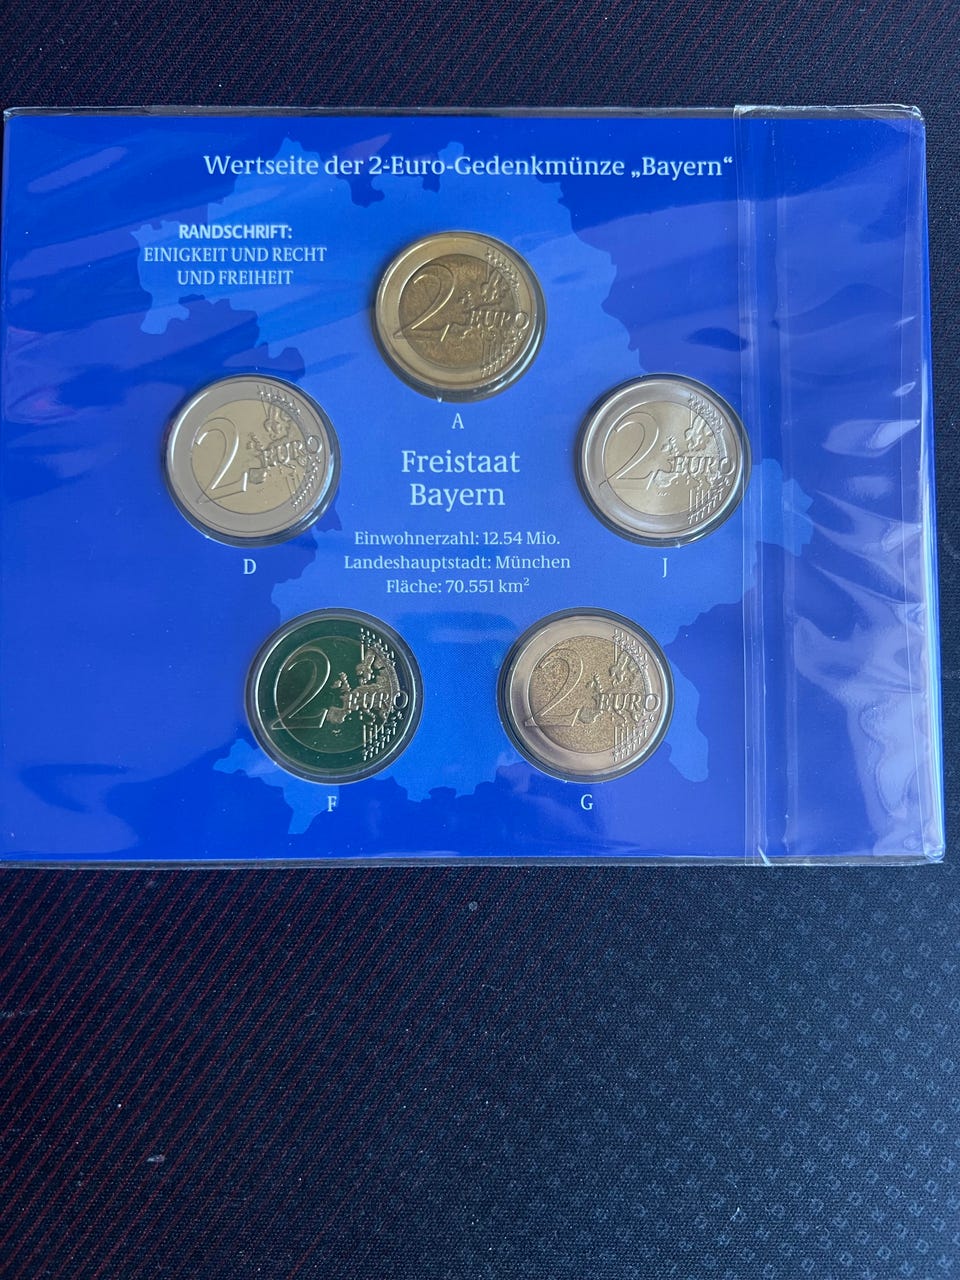 Wertseite der 2-Euro-Gedenkmünze „Bayern“
RANDSCHRIFT:
EINIGKEIT UND RECHT
UND FREIHEIT
2 EURO
A
2 EURO
2 EURO
Freistaat
Bayern
Einwohnerzahl: 12.54 Mio.
Landeshauptstadt: München
Fläche: 70.551 km²
D
J
2 EURO
2 EURO
F
G